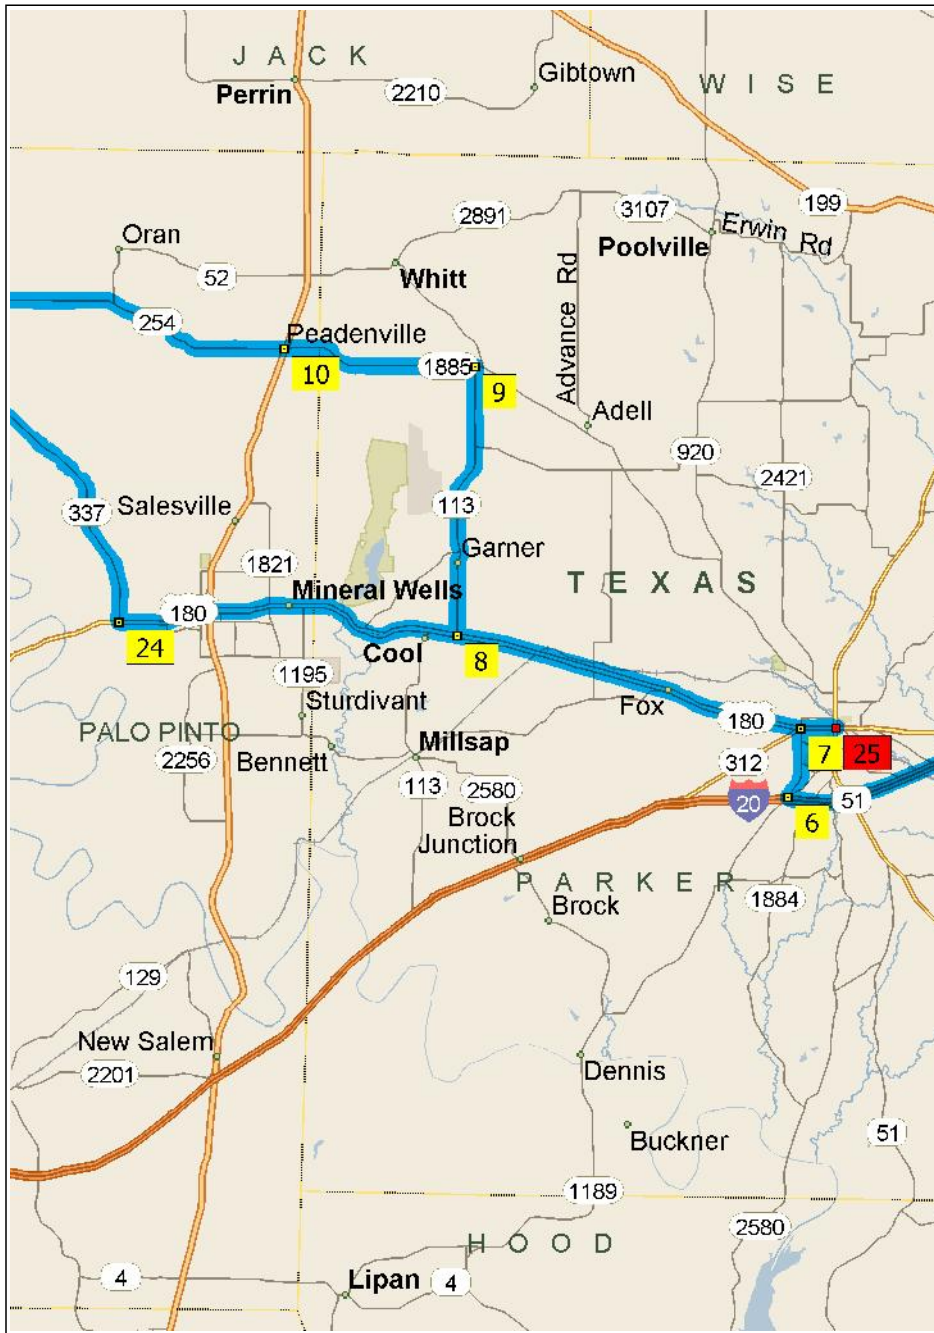 JACK
Gibtown
WISE
Perrin
2210
199
2891
3107
Oran
Erwin Rd
Poolville
Whitt
52
Advance Rd
254
Peadenville
1885
10
9
Adell
920
2421
337
Salesville
113
Garner
1821
TEXAS
Mineral Wells
180
24
Cool
8
1195
Sturdivant
Fox
180
PALO PINTO
Millsap
7
25
Bennett
312
2256
113
2580
20
51
Brock
Junction
6
PARKER
1884
Brock
129
New Salem
2201
Dennis
Buckner
51
1189
2580
HOOD
4
Lipan
4